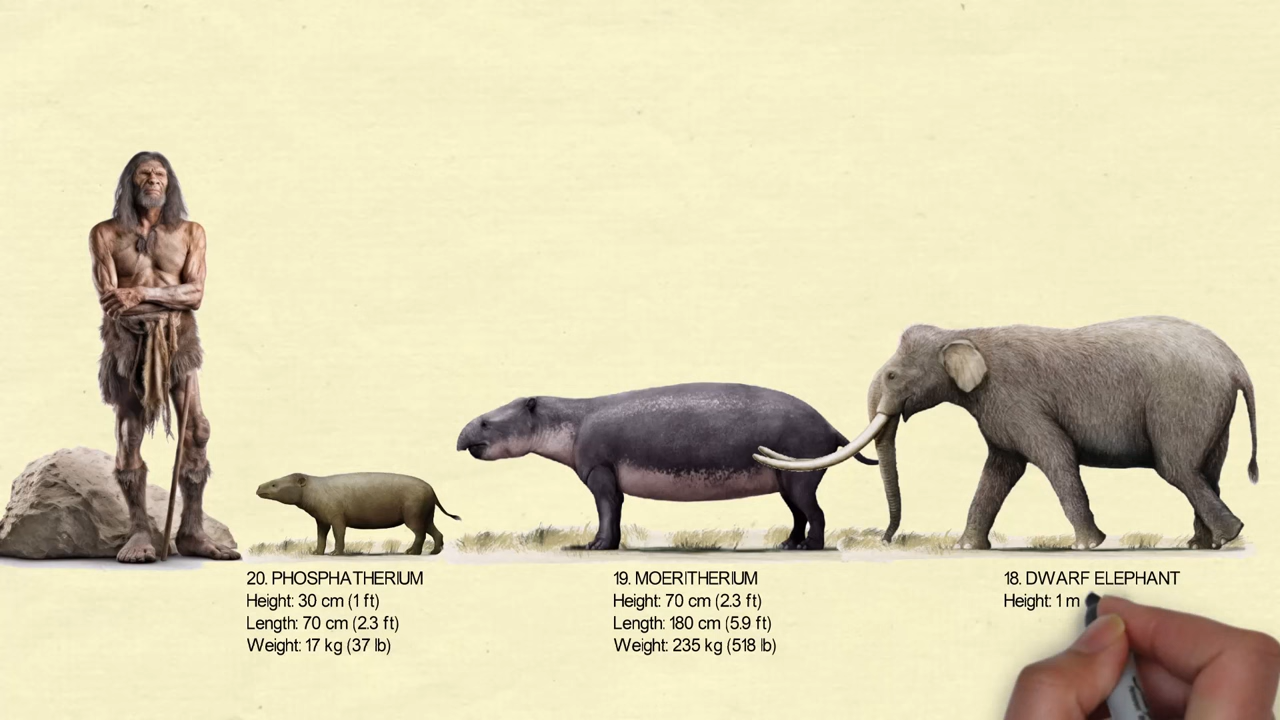 20. PHOSPHATHERIUM
Height: 30 cm (1 ft)
Length: 70 cm (2.3 ft)
Weight: 17 kg (37 lb)
19. MOERITHERIUM
Height: 70 cm (2.3 ft)
Length: 180 cm (5.9 ft)
Weight: 235 kg (518 lb)
18. DWARF ELEPHANT
Height: 1 m